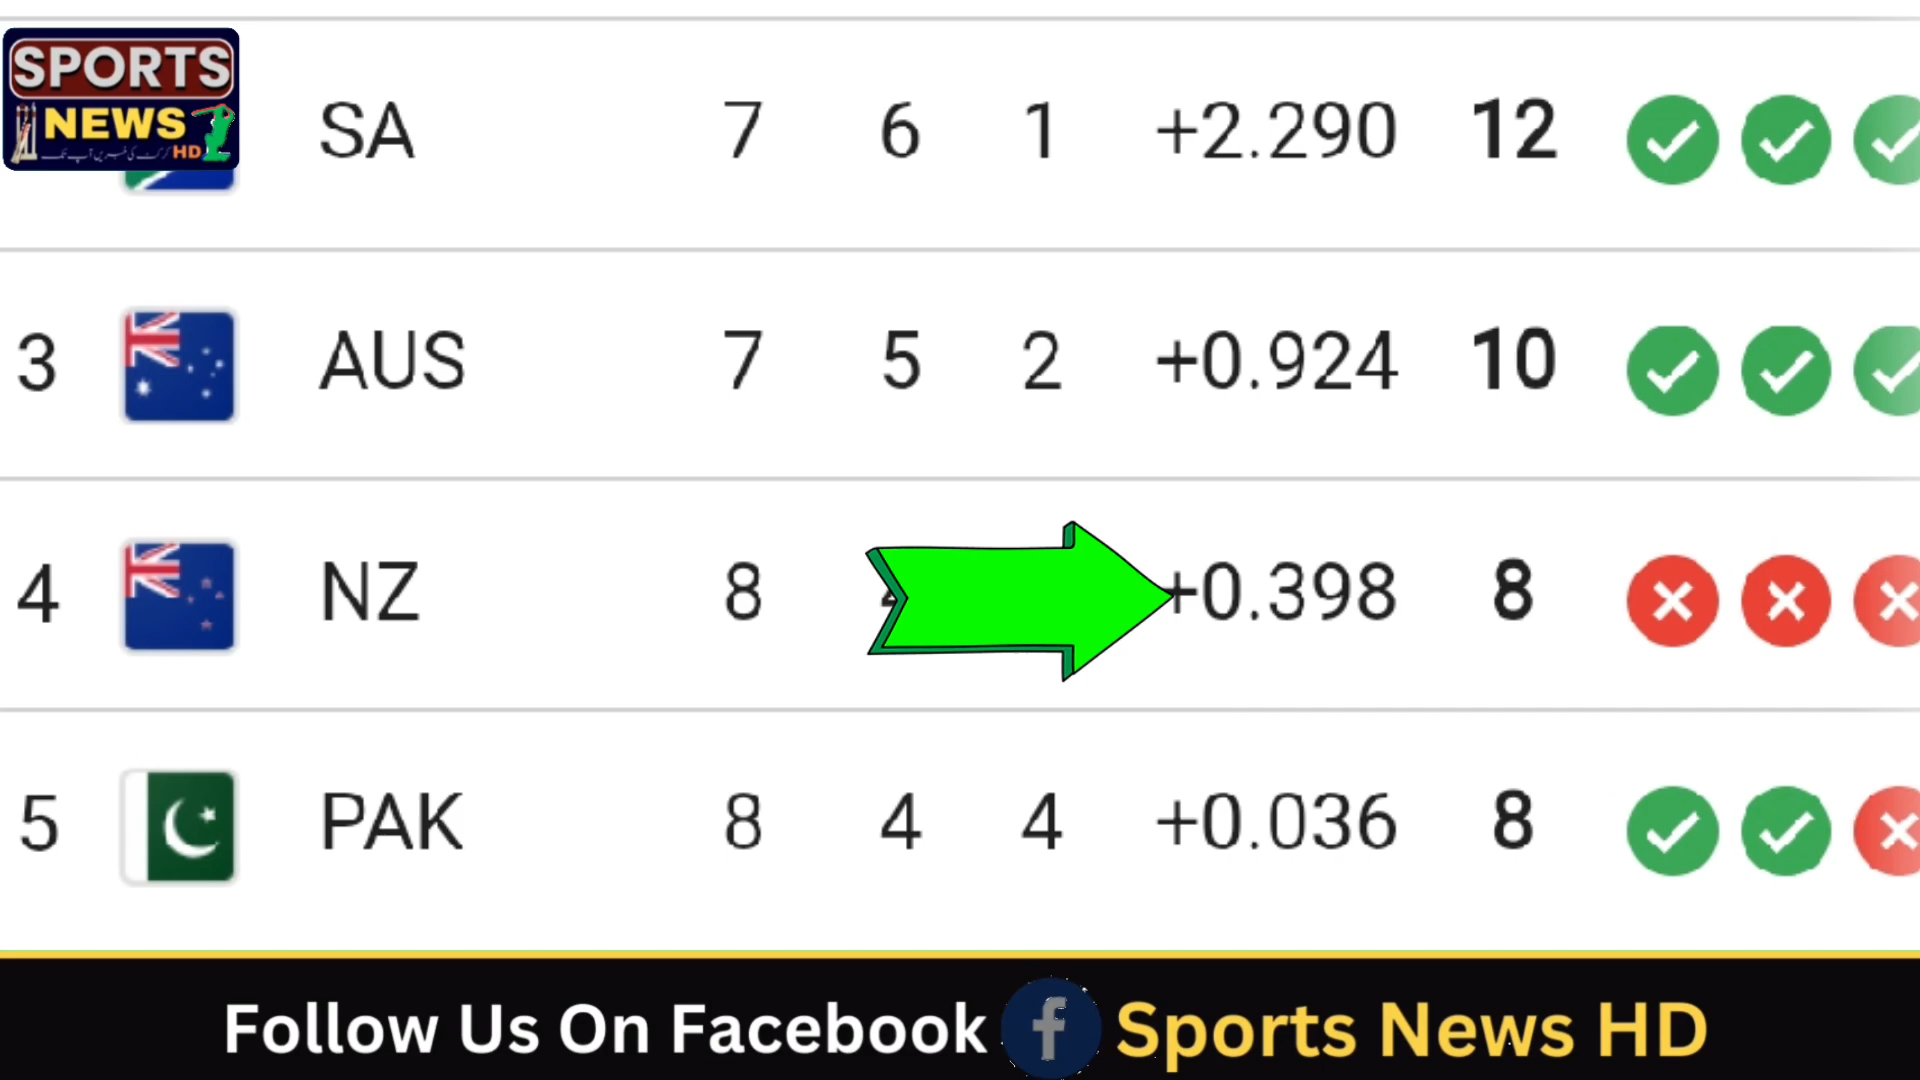 SPORTS
NEWS
HD
SA 7 6 1 +2.290 12
3 AUS 7 5 2 +0.924 10
4 NZ 8 +0.398 8
5 PAK 8 4 4 +0.036 8
Follow Us On Facebook f Sports News HD